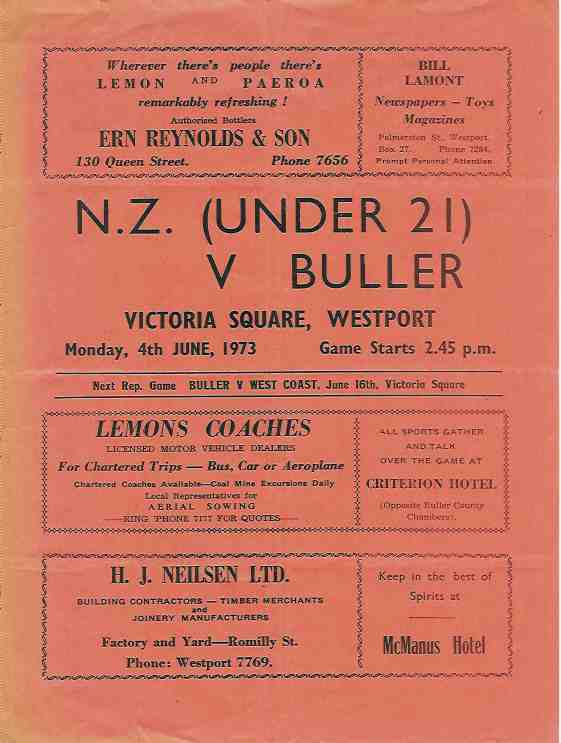 Wherever there's people there's
LEMON AND PAEROA
remarkably refreshing !
Authorised Bottlers
ERN REYNOLDS & SON
130 Queen Street. Phone 7656
BILL
LAMONT
Newspapers — Toys
Magazines
Palmerston St., Westport.
Box 27. Phone 7284.
Prompt Personal Attention
N.Z. (UNDER 21)
V BULLER
VICTORIA SQUARE, WESTPORT
Monday, 4th JUNE, 1973 Game Starts 2.45 p.m.
Next Rep. Game BULLER V WEST COAST, June 16th, Victoria Square
LEMONS COACHES
LICENSED MOTOR VEHICLE DEALERS
For Chartered Trips — Bus, Car or Aeroplane
Chartered Coaches Available—Coal Mine Excursions Daily
Local Representatives for
AERIAL SOWING
RING 'PHONE 7177 FOR QUOTES
ALL SPORTS GATHER
AND TALK
OVER THE GAME AT
CRITERION HOTEL
(Opposite Buller County
Chambers).
H. J. NEILSEN LTD.
BUILDING CONTRACTORS — TIMBER MERCHANTS
and
JOINERY MANUFACTURERS
Factory and Yard—Romilly St.
Phone: Westport 7769.
Keep in the best of
Spirits at
McManus Hotel